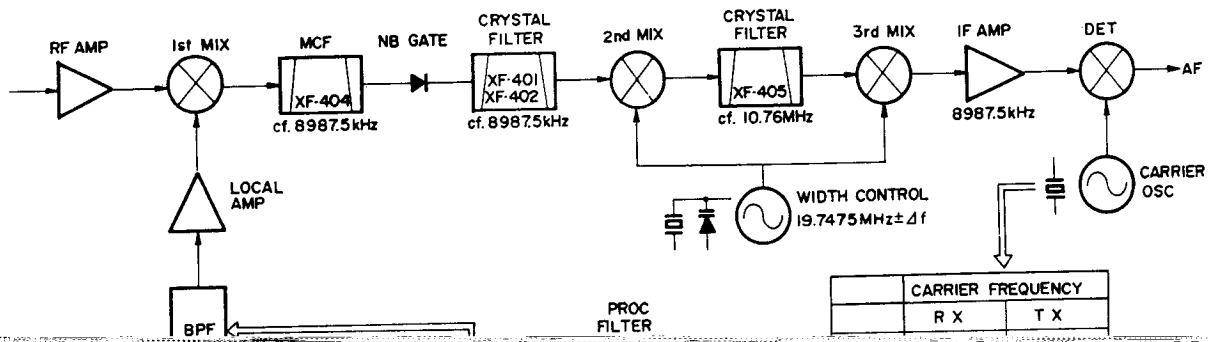 RF AMP
1st MIX
MCF
XF-404
cf. 8987.5kHz
NB GATE
CRYSTAL
FILTER
XF-401
XF-402
cf. 8987.5kHz
2nd MIX
CRYSTAL
FILTER
XF-405
cf. 10.76MHz
3rd MIX
IF AMP
8987.5kHz
DET
AF
LOCAL
AMP
WIDTH CONTROL
19.7475MHz±Δf
CARRIER
OSC
BPF
PROC
FILTER
CARRIER FREQUENCY
RX
TX